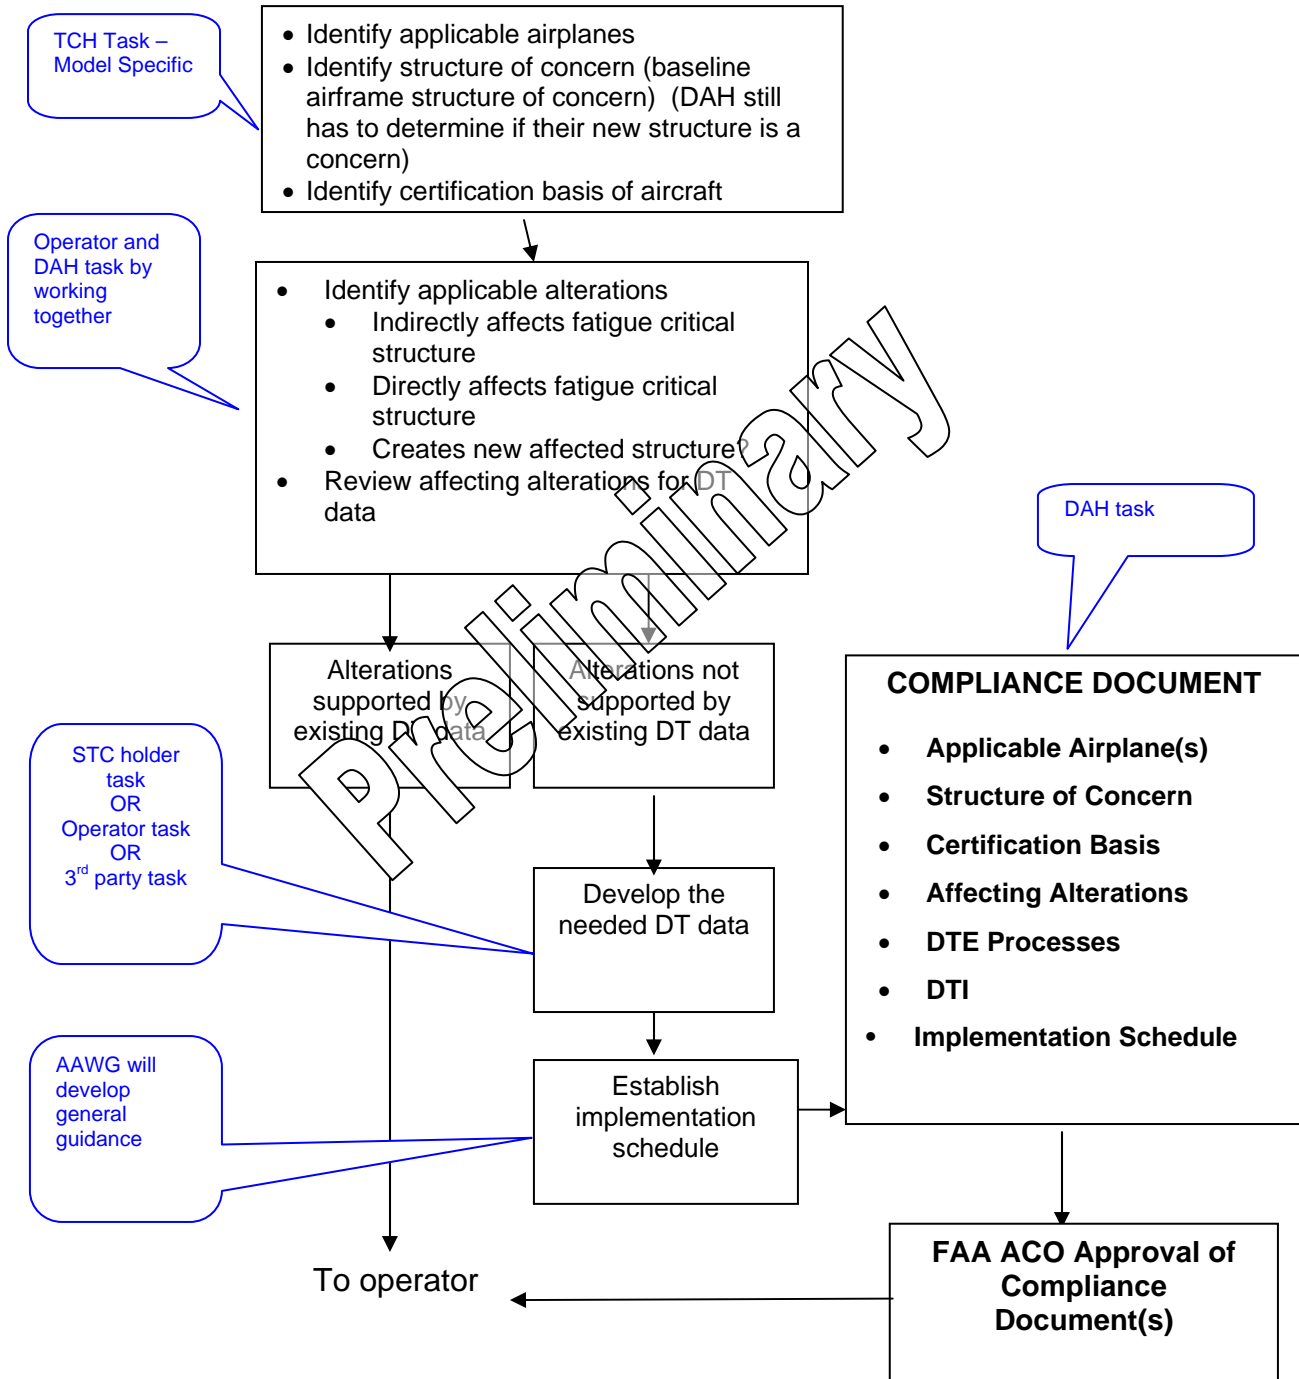 TCH Task –
Model Specific
• Identify applicable airplanes
• Identify structure of concern (baseline
airframe structure of concern) (DAH still
has to determine if their new structure is a
concern)
• Identify certification basis of aircraft
Operator and
DAH task by
working
together
• Identify applicable alterations
• Indirectly affects fatigue critical
structure
• Directly affects fatigue critical
structure
• Creates new affected structure?
• Review affecting alterations for DT
data
Preliminary
DAH task
Alterations
supported by
existing DT data
Alterations not
supported by
existing DT data
COMPLIANCE DOCUMENT
• Applicable Airplane(s)
• Structure of Concern
• Certification Basis
• Affecting Alterations
• DTE Processes
• DTI
• Implementation Schedule
STC holder
task
OR
Operator task
OR
3rd party task
Develop the
needed DT data
AAWG will
develop
general
guidance
Establish
implementation
schedule
To operator
FAA ACO Approval of
Compliance
Document(s)